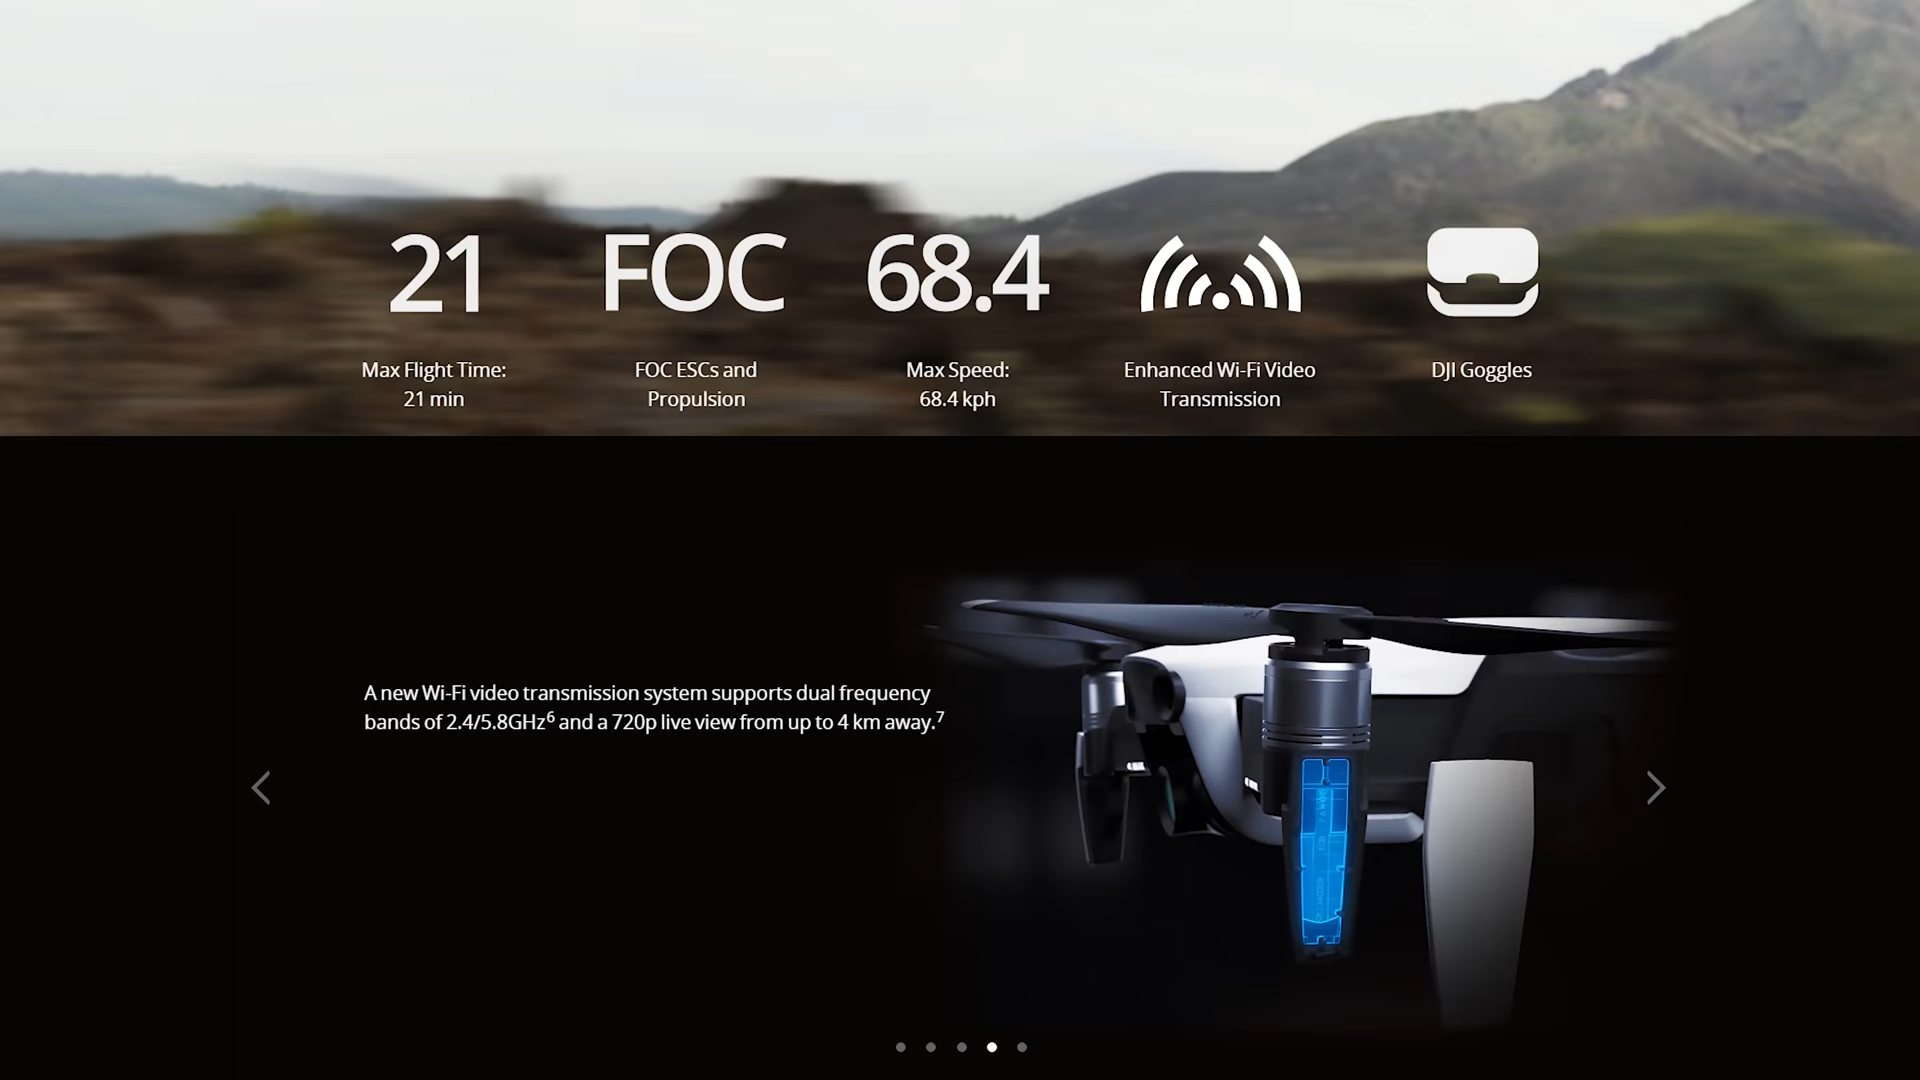 21 FOC 68.4
Max Flight Time:
21 min
FOC ESCs and
Propulsion
Max Speed:
68.4 kph
Enhanced Wi-Fi Video
Transmission
DJI Goggles
A new Wi-Fi video transmission system supports dual frequency
bands of 2.4/5.8GHz⁶ and a 720p live view from up to 4 km away.⁷